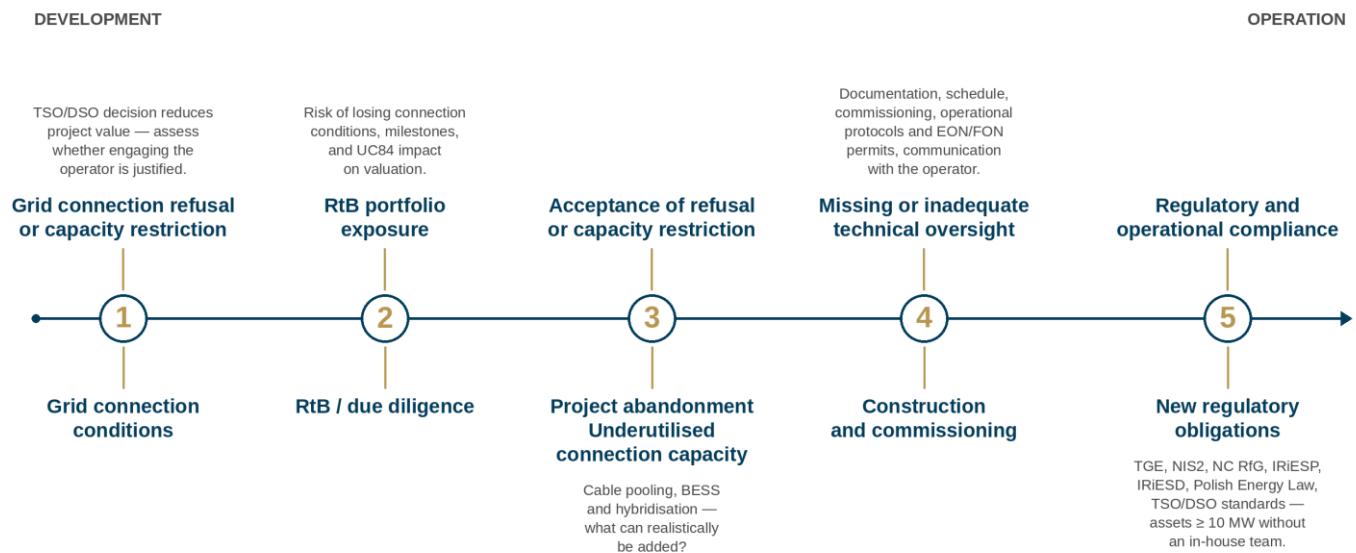 DEVELOPMENT
OPERATION
TSO/DSO decision reduces
project value — assess
whether engaging the
operator is justified.
Grid connection refusal
or capacity restriction
1
Grid connection
conditions
Risk of losing connection
conditions, milestones,
and UC84 impact
on valuation.
RtB portfolio
exposure
2
RtB / due diligence
Acceptance of refusal
or capacity restriction
3
Project abandonment
Underutilised
connection capacity
Cable pooling, BESS
and hybridisation —
what can realistically
be added?
Documentation, schedule,
commissioning, operational
protocols and EON/FON
permits, communication
with the operator.
Missing or inadequate
technical oversight
4
Construction
and commissioning
Regulatory and
operational compliance
5
New regulatory
obligations
TGE, NIS2, NC RfG, IRiESP,
IRiESD, Polish Energy Law,
TSO/DSO standards —
assets ≥ 10 MW without
an in-house team.